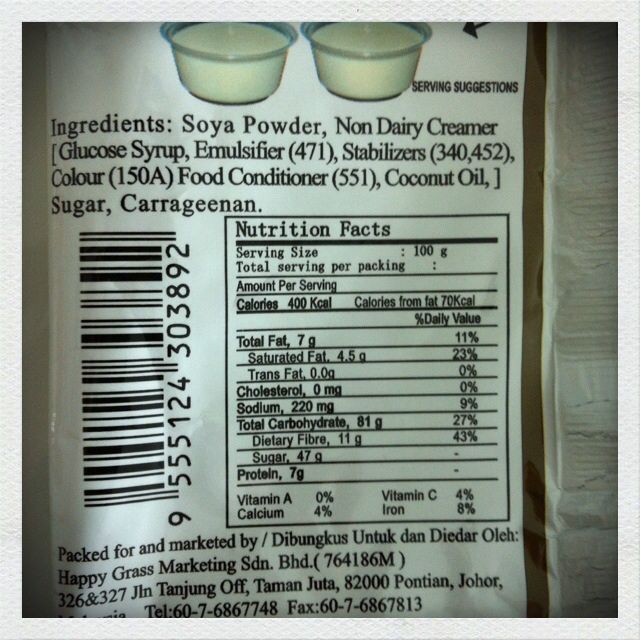 SERVING SUGGESTIONS
Ingredients: Soya Powder, Non Dairy Creamer
[Glucose Syrup, Emulsifier (471), Stabilizers (340,452),
Colour (150A) Food Conditioner (551), Coconut Oil, ]
Sugar, Carrageenan.
9 555124 303892
Nutrition Facts
Serving Size : 100 g
Total serving per packing :
Amount Per Serving
Calories 400 Kcal Calories from fat 70Kcal
%Daily Value
Total Fat, 7 g 11%
Saturated Fat, 4.5 g 23%
Trans Fat, 0.0g 0%
Cholesterol, 0 mg 0%
Sodium, 220 mg 9%
Total Carbohydrate, 81 g 27%
Dietary Fibre, 11 g 43%
Sugar, 47 g -
Protein, 7g -
Vitamin A 0% Vitamin C 4%
Calcium 4% Iron 8%
Packed for and marketed by / Dibungkus Untuk dan Diedar Oleh:
Happy Grass Marketing Sdn. Bhd.( 764186M )
326&327 Jln Tanjung Off, Taman Juta, 82000 Pontian, Johor,
Tel:60-7-6867748 Fax:60-7-6867813